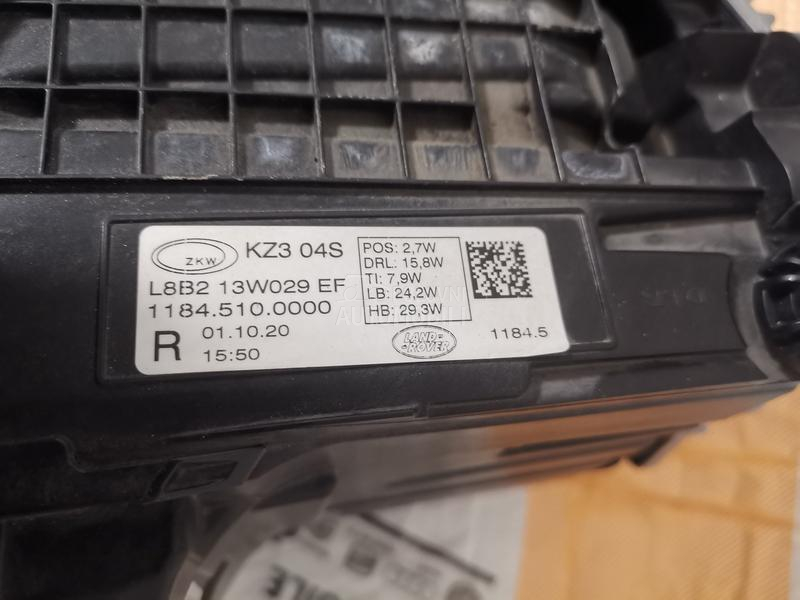 ZKW
KZ3 04S
L8B2 13W029 EF
1184.510.0000
R
01.10.20
15:50
POS: 2,7W
DRL: 15,8W
TI: 7,9W
LB: 24,2W
HB: 29,3W
LAND-
ROVER
1184.5